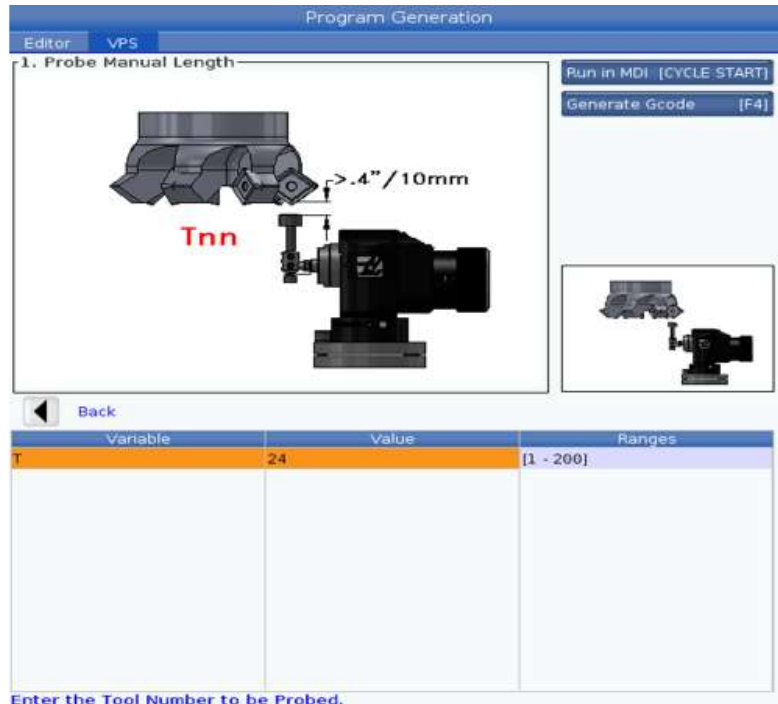 Program Generation
Editor VPS
1. Probe Manual Length
Run in MDI [CYCLE START]
Generate Gcode [F4]
>.4"/10mm
Tnn
Back
Variable Value Ranges
T 24 [1 - 200]
Enter the Tool Number to be Probed.